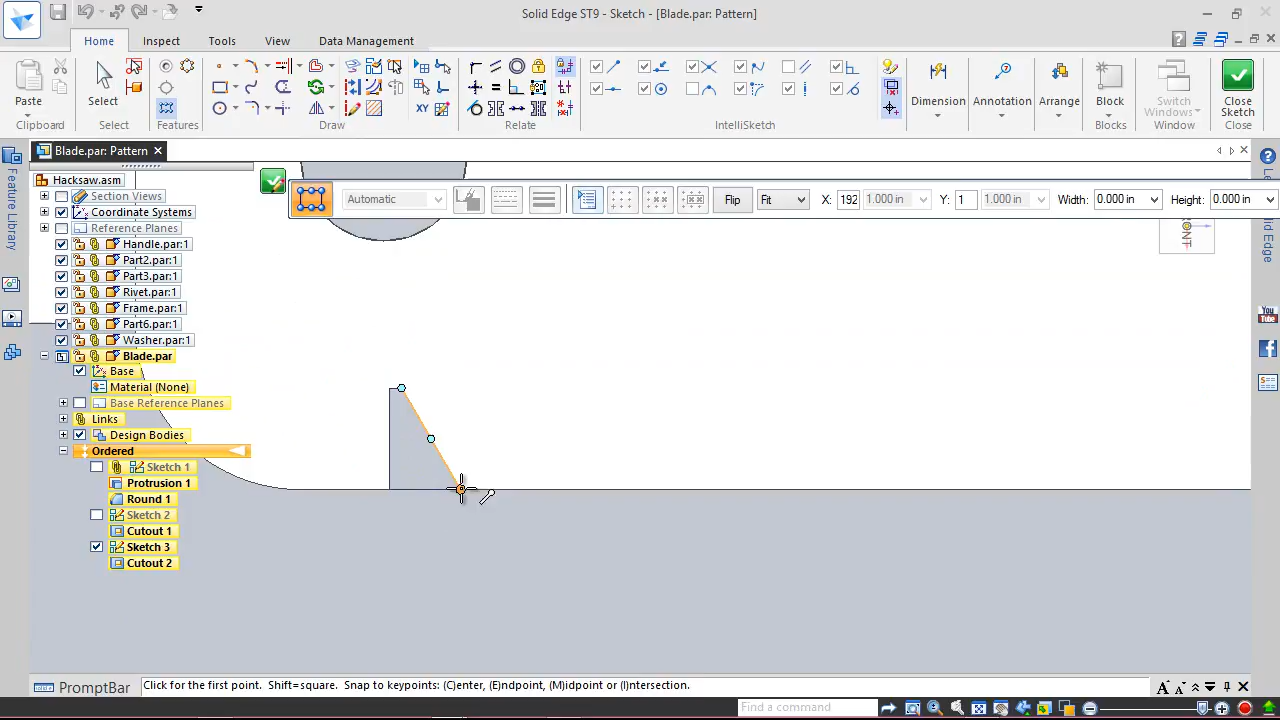 Solid Edge ST9 - Sketch - [Blade.par: Pattern]
Home Inspect Tools View Data Management
Paste
Select
Dimension Annotation Arrange Block Switch Windows Close Sketch
Clipboard Select Features Draw Relate IntelliSketch Blocks Window Close
Blade.par: Pattern
Feature Library
Solid Edge
You Tube
Hacksaw.asm
Automatic Flip Fit X: 192 1.000 in Y: 1 1.000 in Width: 0.000 in Height: 0.000 in
Section Views
Coordinate Systems
Reference Planes
Handle.par:1
Part2.par:1
Part3.par:1
Rivet.par:1
Frame.par:1
Part6.par:1
Washer.par:1
Blade.par
Base
Material (None)
Base Reference Planes
Links
Design Bodies
Ordered
Sketch 1
Protrusion 1
Round 1
Sketch 2
Cutout 1
Sketch 3
Cutout 2
PromptBar Click for the first point. Shift=square. Snap to keypoints: (C)enter, (E)ndpoint, (M)idpoint or (I)ntersection.
Find a command